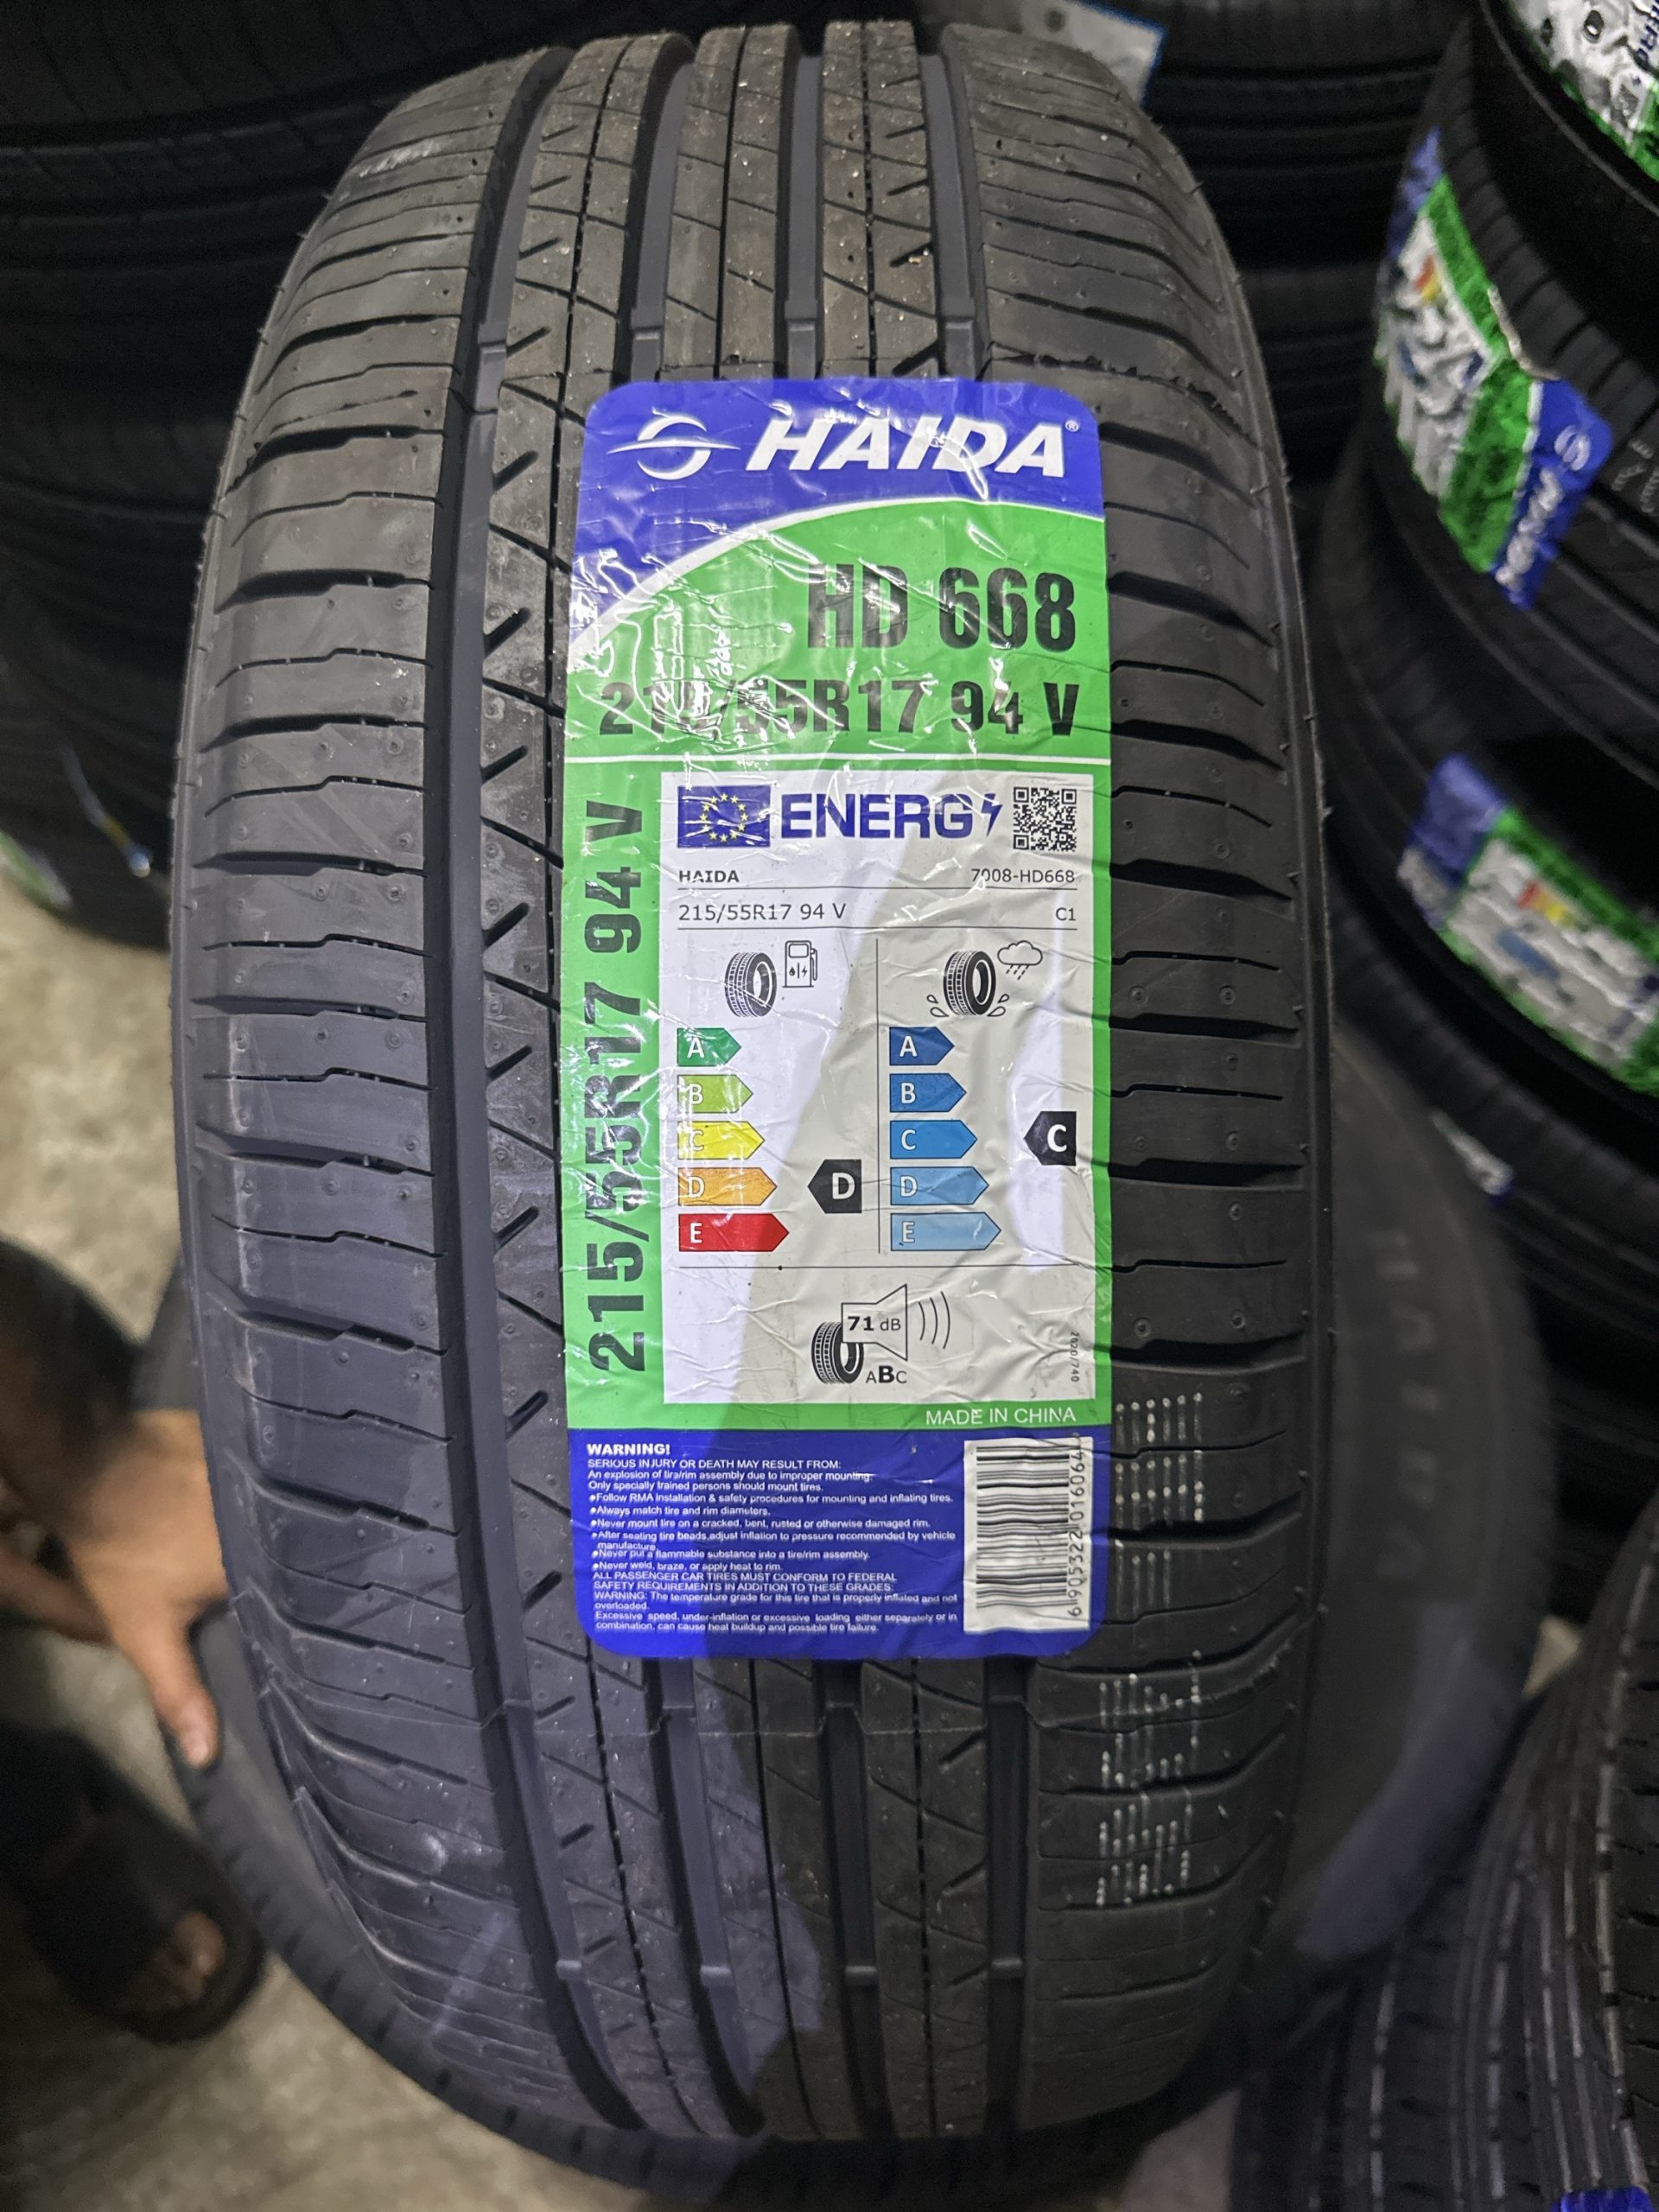 HAIDA®
HD 668
215/55R17 94 V
215/55R17 94 V
ENERG
HAIDA 7008-HD668
215/55R17 94 V C1
A A
B B
C C C
D D D
E E
71 dB
ABC
2020/740
MADE IN CHINA
WARNING!
SERIOUS INJURY OR DEATH MAY RESULT FROM:
An explosion of tira/rim assembly due to improper mounting.
Only specially trained persons should mount tires.
•Follow RMA installation & safety procedures for mounting and inflating tires.
•Always match tire and rim diameters.
•Never mount tire on a cracked, bent, rusted or otherwise damaged rim.
•After seating tire beads,adjust inflation to pressure recommended by vehicle
manufacture.
•Never put a flammable substance into a tire/rim assembly.
•Never weld, braze, or apply heat to rim.
ALL PASSENGER CAR TIRES MUST CONFORM TO FEDERAL
SAFETY REQUIREMENTS IN ADDITION TO THESE GRADES:
WARNING: The temperature grade for this tire that is properly inflated and not
overloaded.
Excessive speed, under-inflation or excessive loading either separately or in
combination, can cause heat buildup and possible tire failure.
6 905322 016064